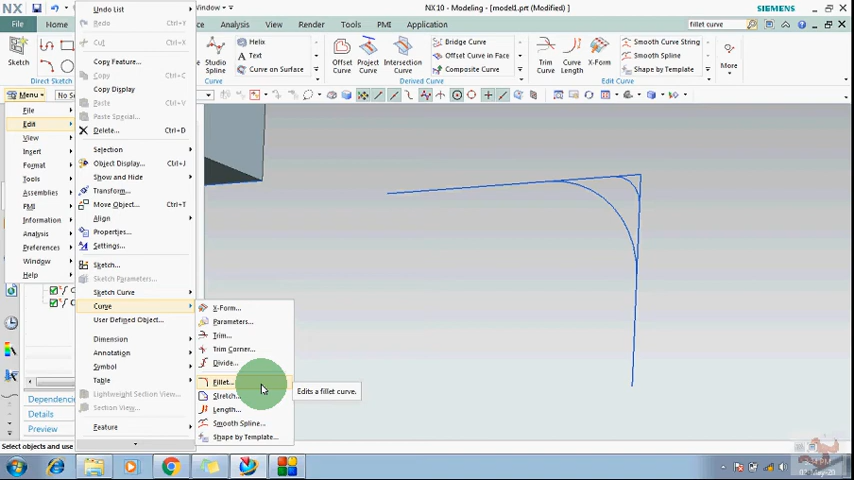 NX
NX 10 - Modeling - [model1.prt (Modified) ]
SIEMENS
File
Analysis
View
Render
Tools
PMI
Application
fillet curve
Sketch
Direct Sketch
Studio Spline
Helix
Text
Curve on Surface
Offset Curve
Project Curve
Intersection Curve
Bridge Curve
Offset Curve in Face
Composite Curve
Derived Curve
Trim Curve
Curve Length
X-Form
Smooth Curve String
Smooth Spline
Shape by Template
Edit Curve
More
Menu
No Se
File
Edit
View
Insert
Format
Tools
Assemblies
PMI
Information
Analysis
Preferences
Window
Help
Undo List
Redo
Cut
Copy Feature...
Copy
Copy Display
Paste
Ctrl+V
Paste Special...
Delete...
Ctrl+D
Selection
Object Display...
Ctrl+J
Show and Hide
Transform...
Move Object...
Ctrl+T
Align
Properties...
Settings...
Sketch...
Sketch Parameters...
Sketch Curve
Curve
User Defined Object...
Dimension
Annotation
Symbol
Table
Lightweight Section View...
Section View...
Feature
X-Form...
Parameters...
Trim...
Trim Corner...
Divide...
Fillet...
Stretch...
Length...
Smooth Spline...
Shape by Template...
Edits a fillet curve.
Dependencies
Details
Preview
Select objects and use